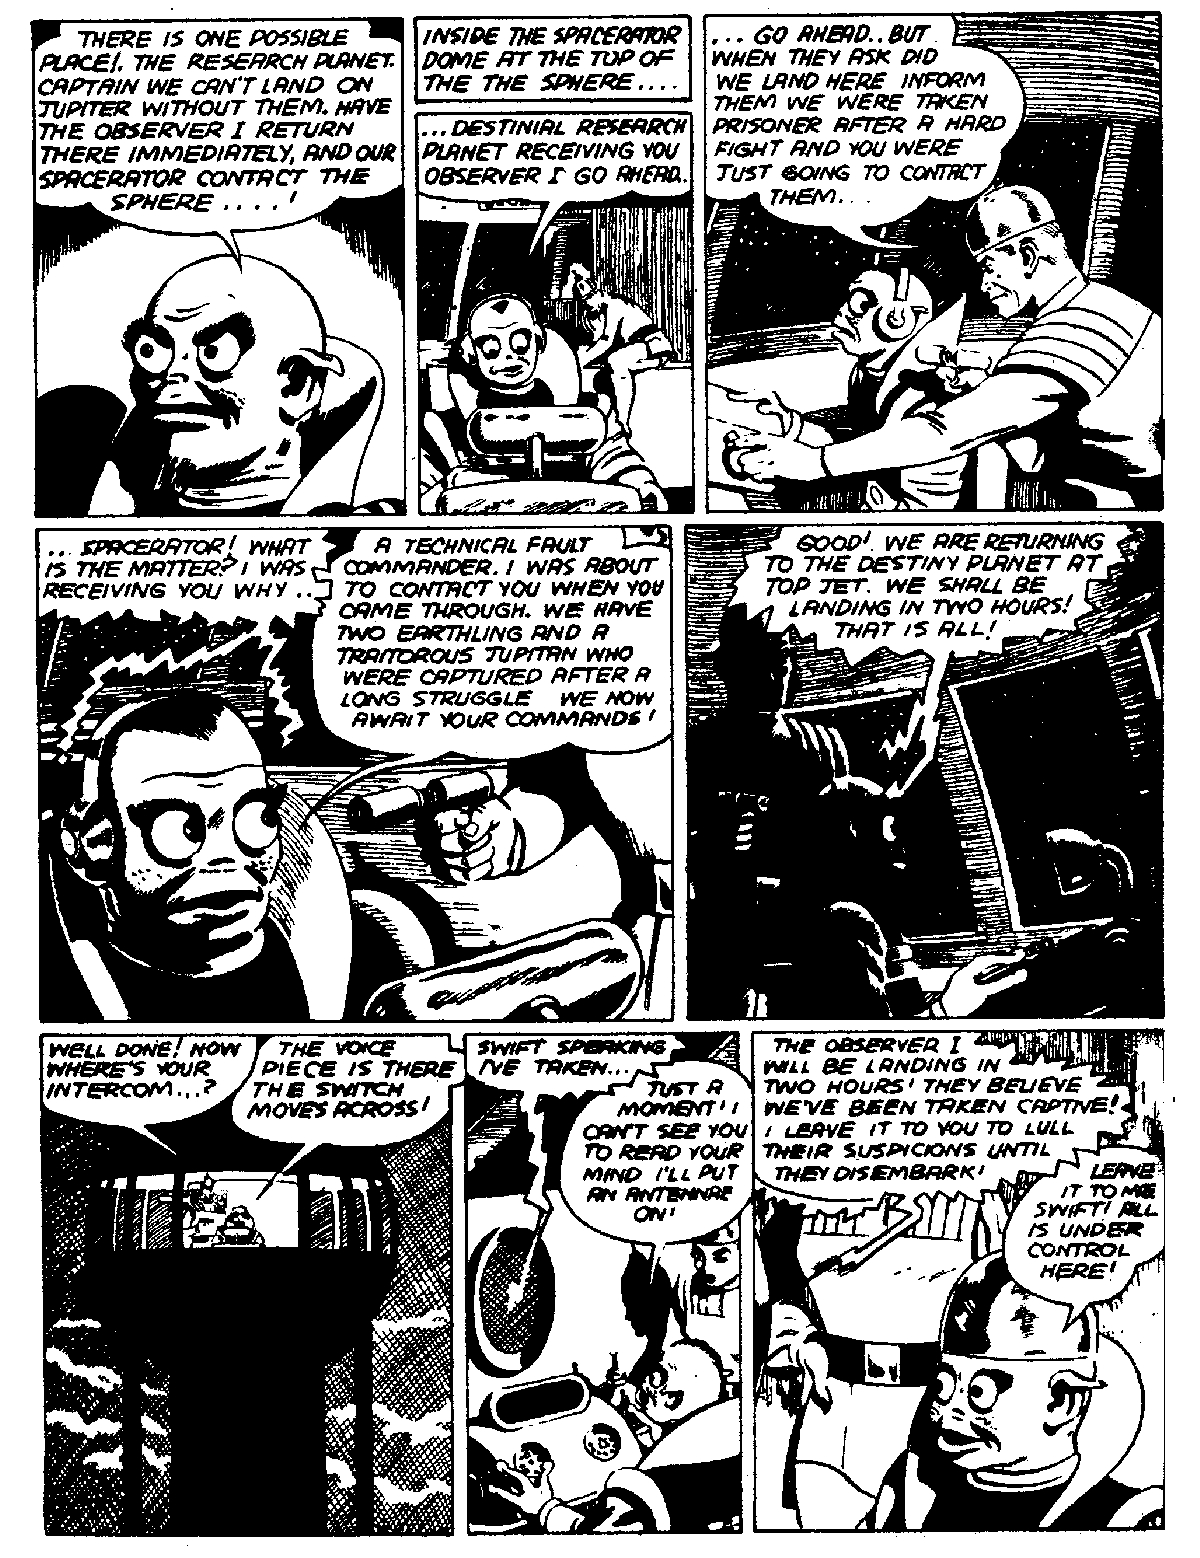 THERE IS ONE POSSIBLE
PLACE!. THE RESEARCH PLANET.
CAPTAIN WE CAN'T LAND ON
JUPITER WITHOUT THEM. HAVE
THE OBSERVER I RETURN
THERE IMMEDIATELY, AND OUR
SPACERATOR CONTACT THE
SPHERE ....!
INSIDE THE SPACERATOR
DOME AT THE TOP OF
THE THE SPHERE....
...DESTINIAL RESEARCH
PLANET RECEIVING YOU
OBSERVER I GO AHEAD..
... GO AHEAD..BUT
WHEN THEY ASK DID
WE LAND HERE INFORM
THEM WE WERE TAKEN
PRISONER AFTER A HARD
FIGHT AND YOU WERE
JUST GOING TO CONTACT
THEM...
... SPACERATOR! WHAT
IS THE MATTER? I WAS
RECEIVING YOU WHY ...
A TECHNICAL FAULT
COMMANDER. I WAS ABOUT
TO CONTACT YOU WHEN YOU
CAME THROUGH. WE HAVE
TWO EARTHLING AND A
TRAITOROUS JUPITAN WHO
WERE CAPTURED AFTER A
LONG STRUGGLE WE NOW
AWAIT YOUR COMMANDS!
GOOD! WE ARE RETURNING
TO THE DESTINY PLANET AT
TOP JET. WE SHALL BE
LANDING IN TWO HOURS!
THAT IS ALL!
WELL DONE! NOW
WHERE'S YOUR
INTERCOM...?
THE VOICE
PIECE IS THERE
THE SWITCH
MOVES ACROSS!
SWIFT SPEAKING
I'VE TAKEN...
JUST A
MOMENT! I
CAN'T SEE YOU
TO READ YOUR
MIND I'LL PUT
AN ANTENNAE
ON!
THE OBSERVER I
WILL BE LANDING IN
TWO HOURS! THEY BELIEVE
WE'VE BEEN TAKEN CAPTIVE!
I LEAVE IT TO YOU TO LULL
THEIR SUSPICIONS UNTIL
THEY DISEMBARK!
LEAVE
IT TO ME
SWIFT! ALL
IS UNDER
CONTROL
HERE!